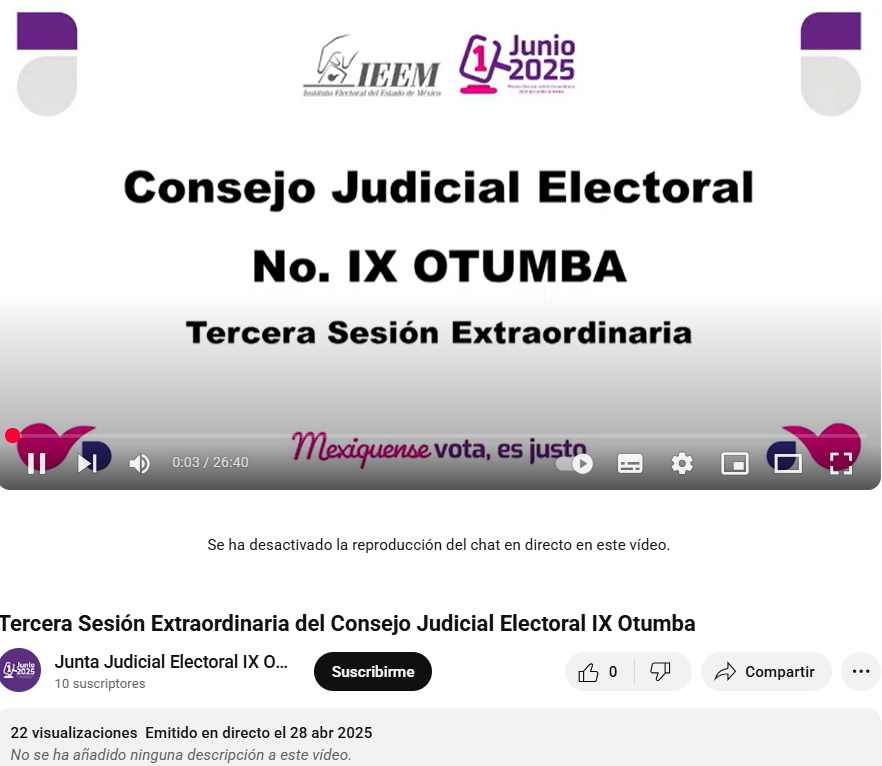 IEEM
Instituto Electoral del Estado de México
1 Junio
2025
Consejo Judicial Electoral
No. IX OTUMBA
Tercera Sesión Extraordinaria
Mexiquense vota, es justo
0:03 / 26:40
Se ha desactivado la reproducción del chat en directo en este vídeo.
Tercera Sesión Extraordinaria del Consejo Judicial Electoral IX Otumba
1 Junio
2025
Junta Judicial Electoral IX O...
10 suscriptores
Suscribirme
0
Compartir
22 visualizaciones Emitido en directo el 28 abr 2025
No se ha añadido ninguna descripción a este vídeo.